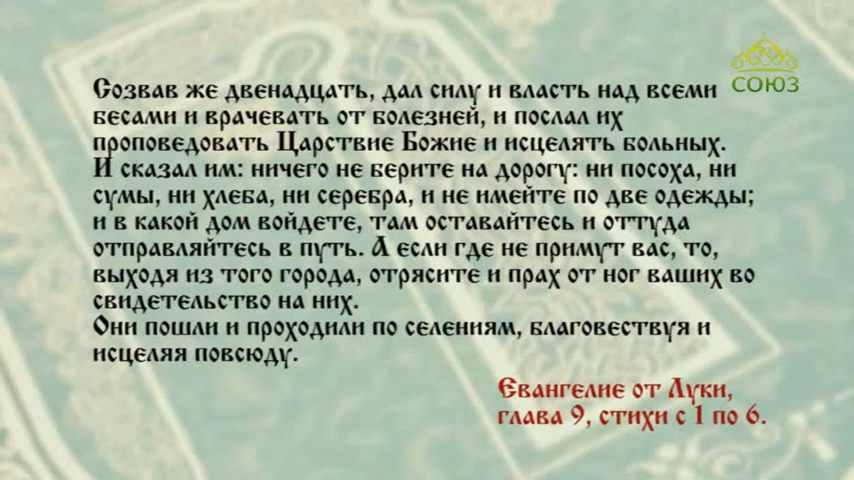 СОЮЗ
Созвав же двенадцать, дал силу и власть над всеми
бесами и врачевать от болезней, и послал их
проповедовать Царствие Божие и исцелять больных.
И сказал им: ничего не берите на дорогу: ни посоха, ни
сумы, ни хлеба, ни серебра, и не имейте по две одежды;
и в какой дом войдете, там оставайтесь и оттуда
отправляйтесь в путь. А если где не примут вас, то,
выходя из того города, отрясите и прах от ног ваших во
свидетельство на них.
Они пошли и проходили по селениям, благовествуя и
исцеляя повсюду.
Евангелие от Луки,
глава 9, стихи с 1 по 6.